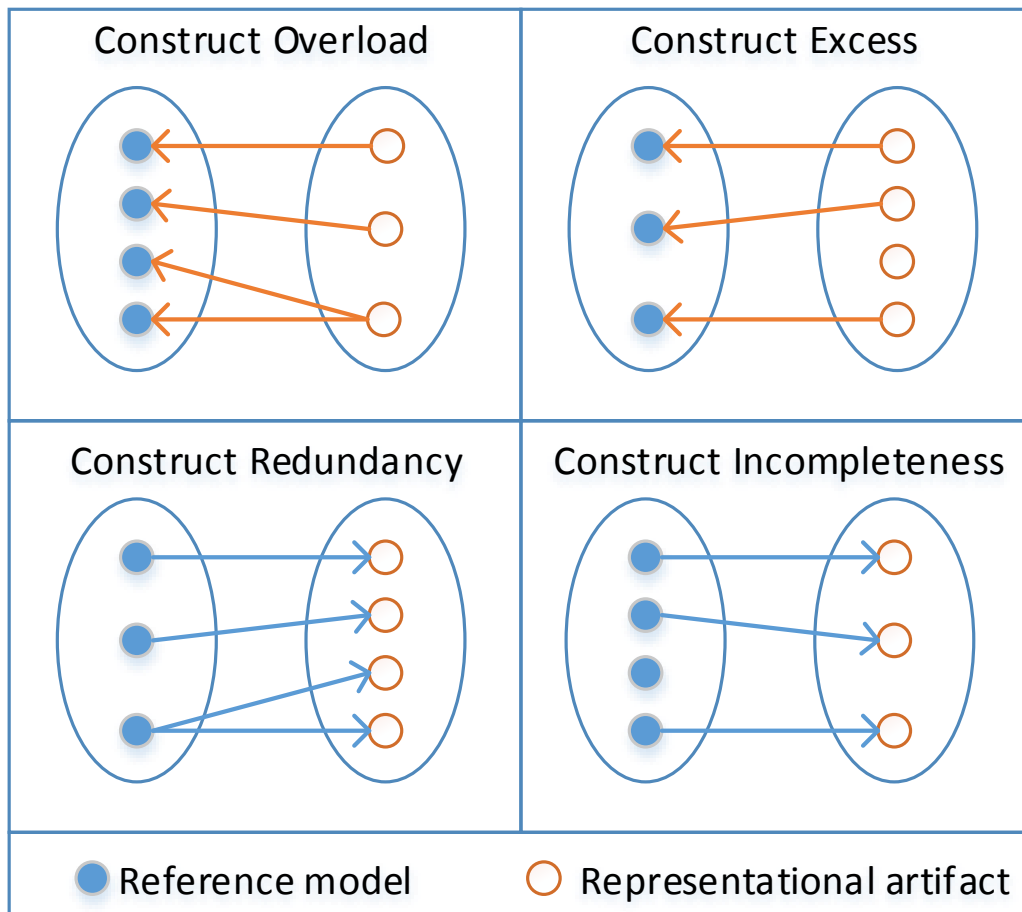 Construct Overload
Construct Excess
Construct Redundancy
Construct Incompleteness
Reference model
Representational artifact